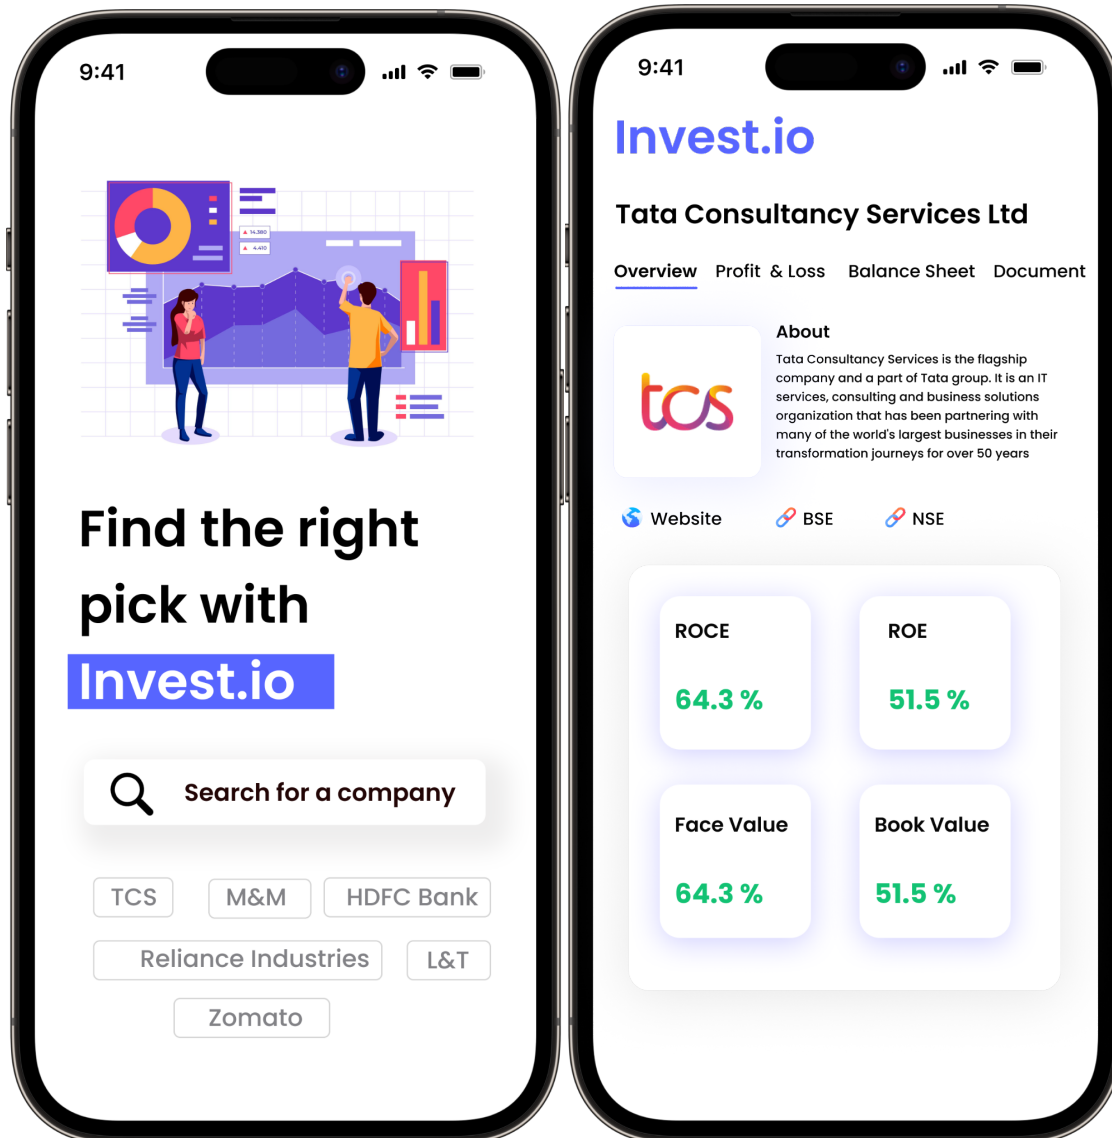 9:41
14,380
4,410
Find the right
pick with
Invest.io
Search for a company
TCS
M&M
HDFC Bank
Reliance Industries
L&T
Zomato
9:41
Invest.io
Tata Consultancy Services Ltd
Overview Profit & Loss Balance Sheet Document
tcs
About
Tata Consultancy Services is the flagship
company and a part of Tata group. It is an IT
services, consulting and business solutions
organization that has been partnering with
many of the world's largest businesses in their
transformation journeys for over 50 years
Website BSE NSE
ROCE
64.3 %
ROE
51.5 %
Face Value
64.3 %
Book Value
51.5 %